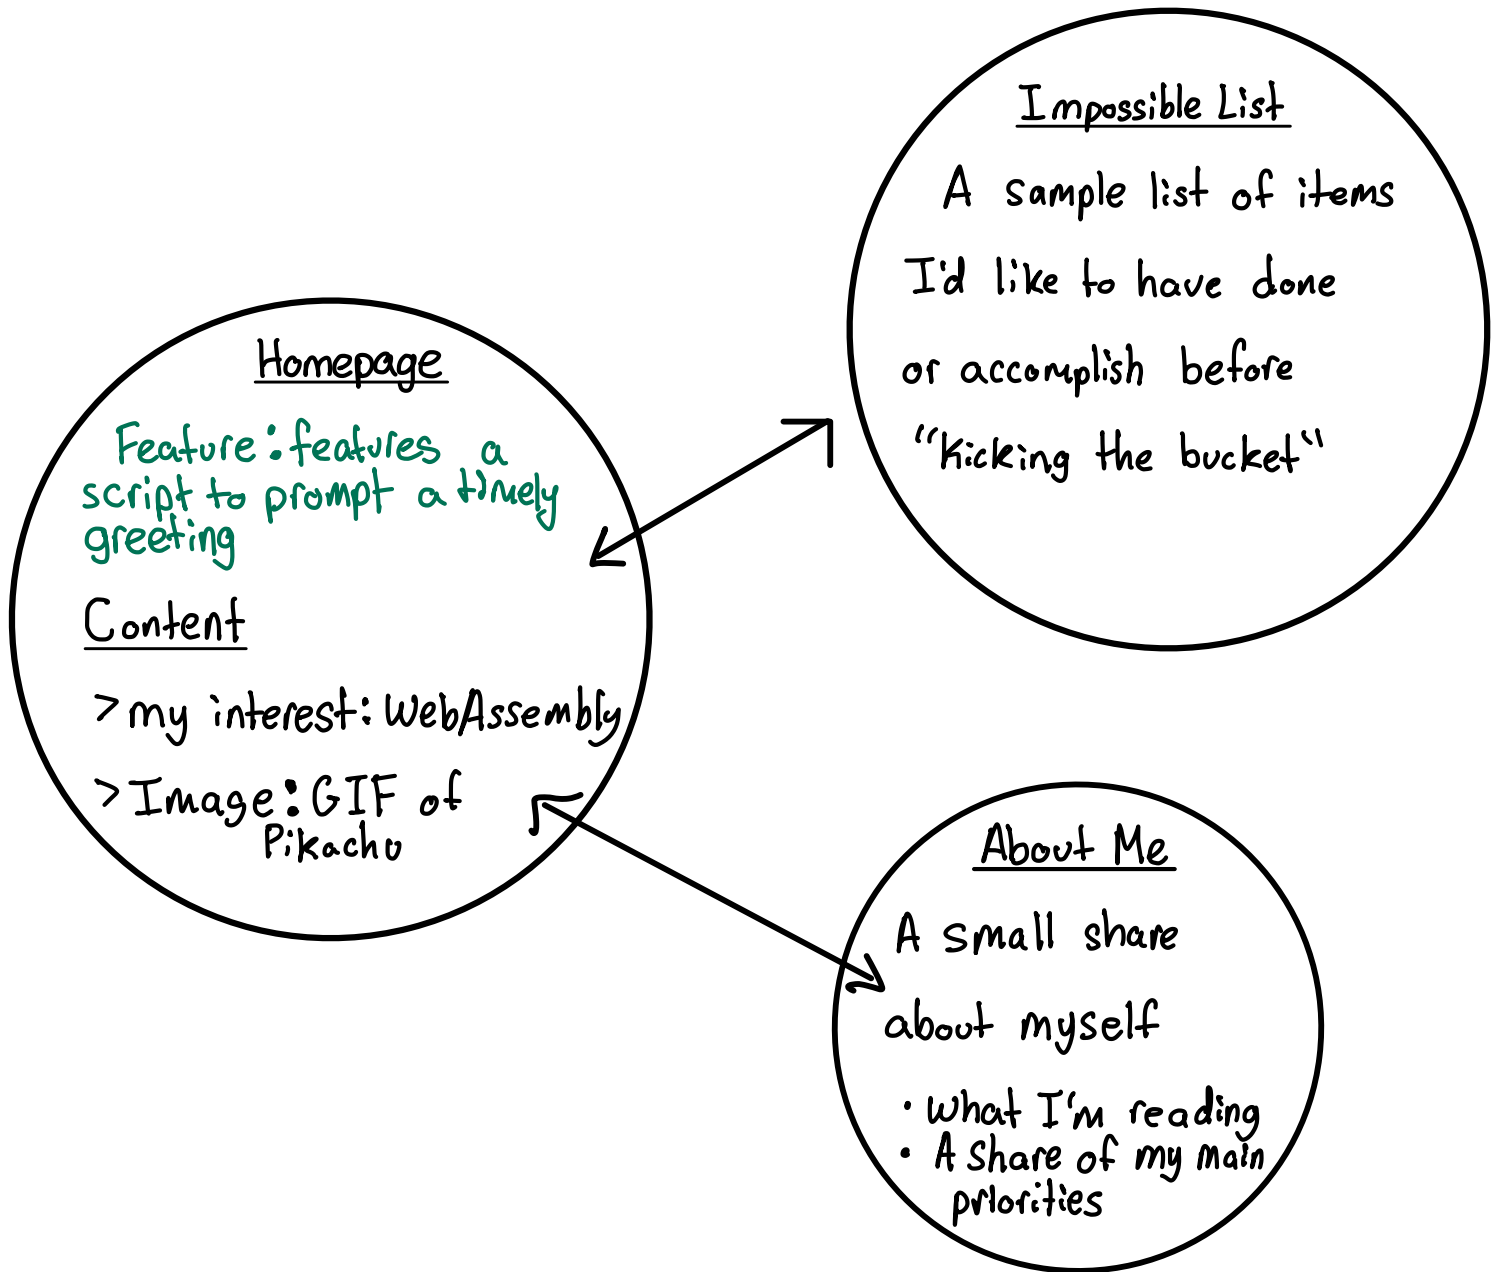 Homepage
Feature: features a
script to prompt a timely
greeting
Content
> my interest: WebAssembly
> Image: GIF of
Pikachu
Impossible List
A sample list of items
I'd like to have done
or accomplish before
"Kicking the bucket"
About Me
A small share
about myself
• What I'm reading
• A share of my main
priorities